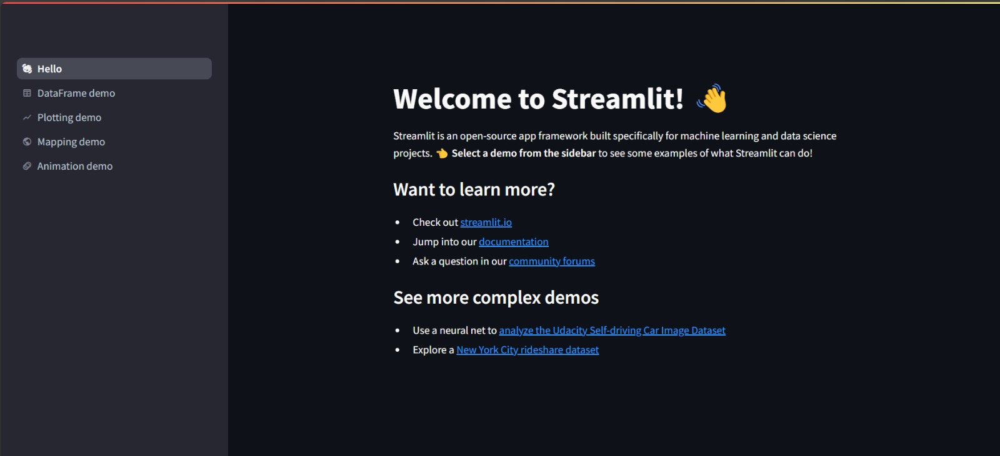 Hello
DataFrame demo
Plotting demo
Mapping demo
Animation demo
Welcome to Streamlit! 👋
Streamlit is an open-source app framework built specifically for machine learning and data science
projects. 👈 Select a demo from the sidebar to see some examples of what Streamlit can do!
Want to learn more?
• Check out streamlit.io
• Jump into our documentation
• Ask a question in our community forums
See more complex demos
• Use a neural net to analyze the Udacity Self-driving Car Image Dataset
• Explore a New York City rideshare dataset